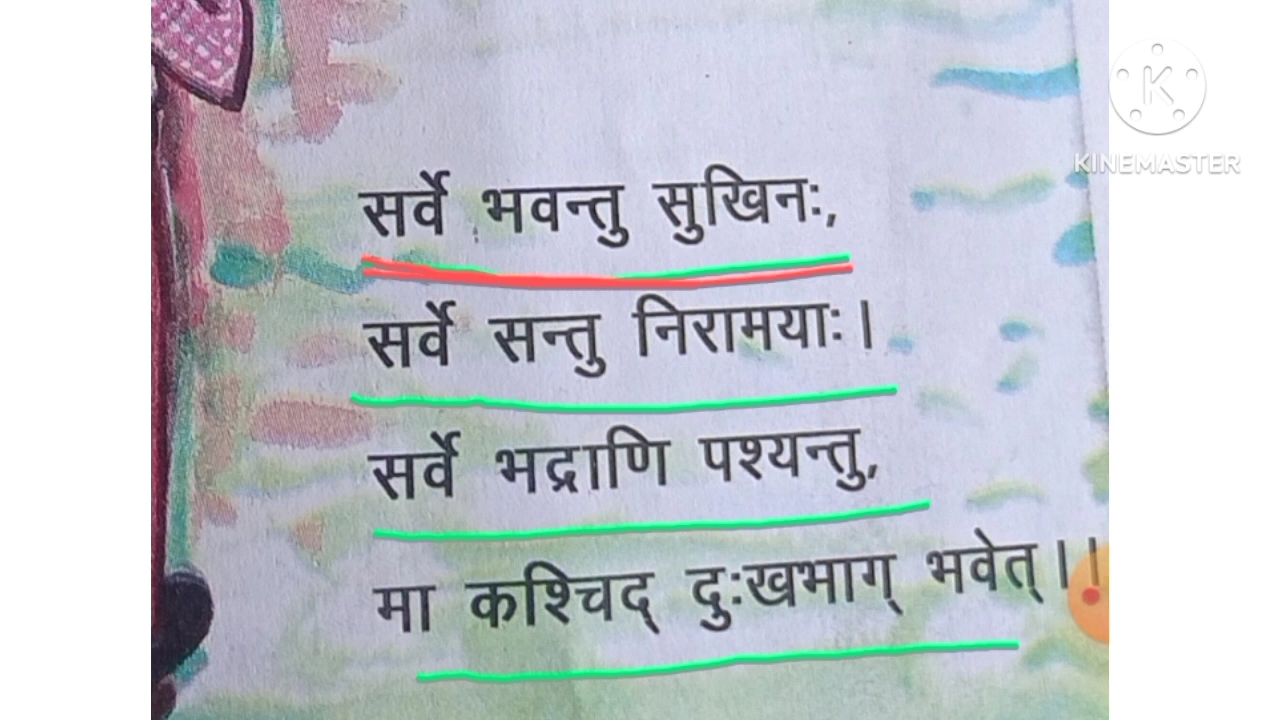 सर्वे भवन्तु सुखिनः,
KINEMASTER
सर्वे सन्तु निरामयाः।
सर्वे भद्राणि पश्यन्तु,
मा कश्चिद् दुःखभाग् भवेत्।।